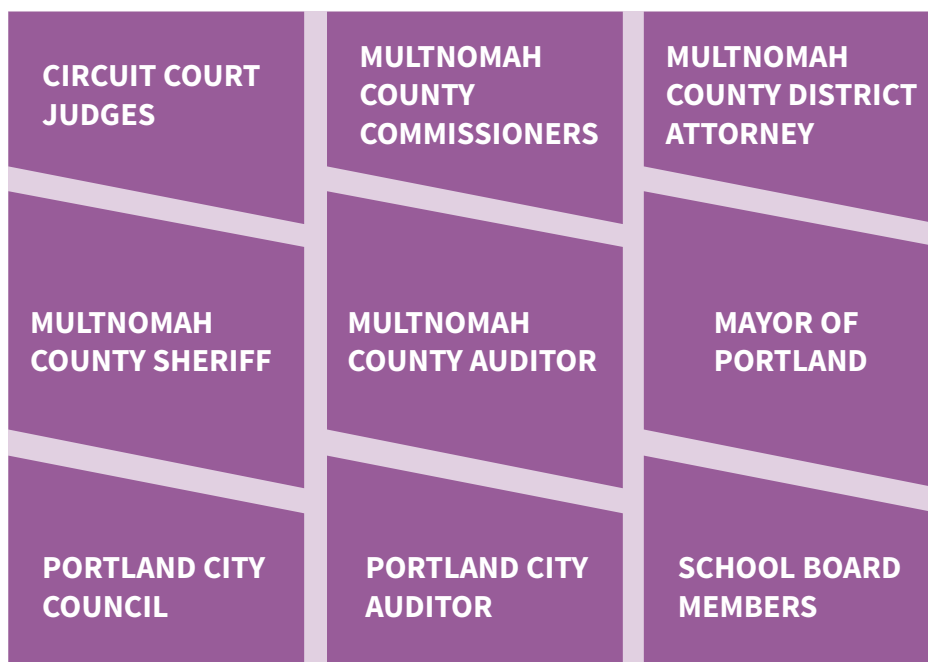 CIRCUIT COURT
JUDGES
MULTNOMAH
COUNTY
COMMISSIONERS
MULTNOMAH
COUNTY DISTRICT
ATTORNEY
MULTNOMAH
COUNTY SHERIFF
MULTNOMAH
COUNTY AUDITOR
MAYOR OF
PORTLAND
PORTLAND CITY
COUNCIL
PORTLAND CITY
AUDITOR
SCHOOL BOARD
MEMBERS